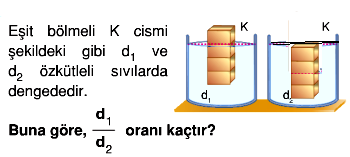 Eşit bölmeli K cismi
şekildeki gibi d₁ ve
d₂ özkütleli sıvılarda
dengededir.
Buna göre, d₁/d₂ oranı kaçtır?
K
K
d₁
d₂